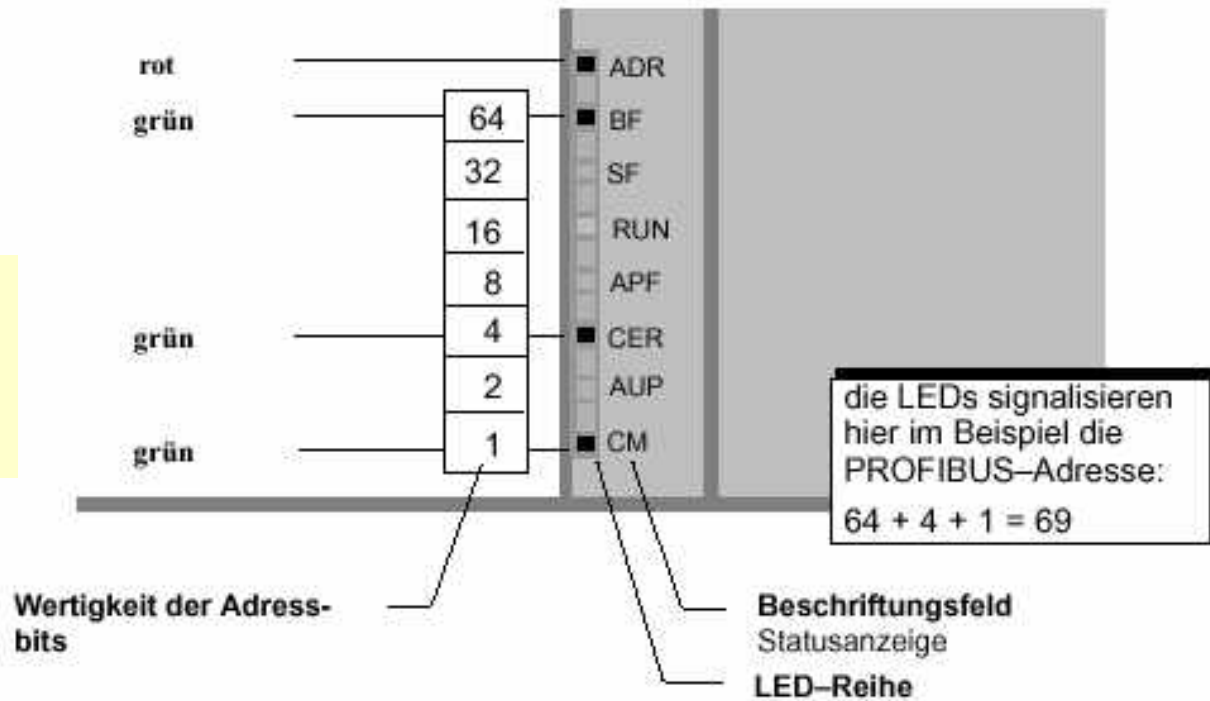 rot
ADR
grün
64
BF
32
SF
16
RUN
8
APF
grün
4
CER
2
AUP
grün
1
CM
die LEDs signalisieren
hier im Beispiel die
PROFIBUS–Adresse:
64 + 4 + 1 = 69
Wertigkeit der Adress-
bits
Beschriftungsfeld
Statusanzeige
LED–Reihe